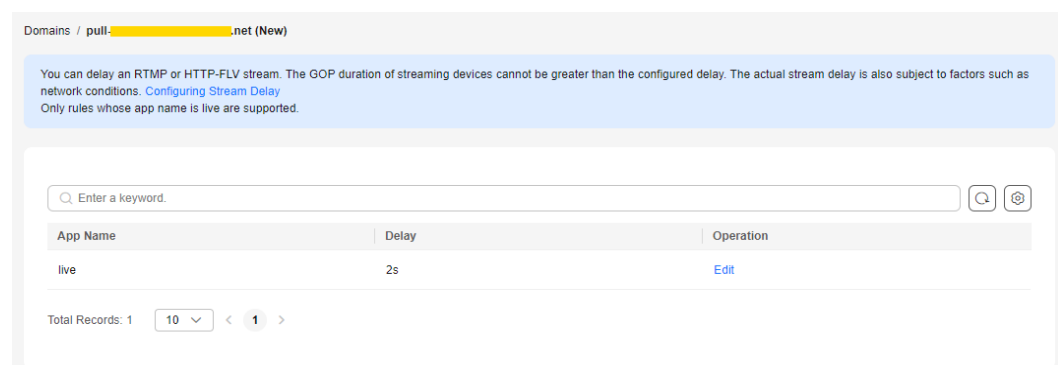 Domains / pull-.net (New)
You can delay an RTMP or HTTP-FLV stream. The GOP duration of streaming devices cannot be greater than the configured delay. The actual stream delay is also subject to factors such as
network conditions. Configuring Stream Delay
Only rules whose app name is live are supported.
Enter a keyword.
App Name Delay Operation
live 2s Edit
Total Records: 1 10 < 1 >